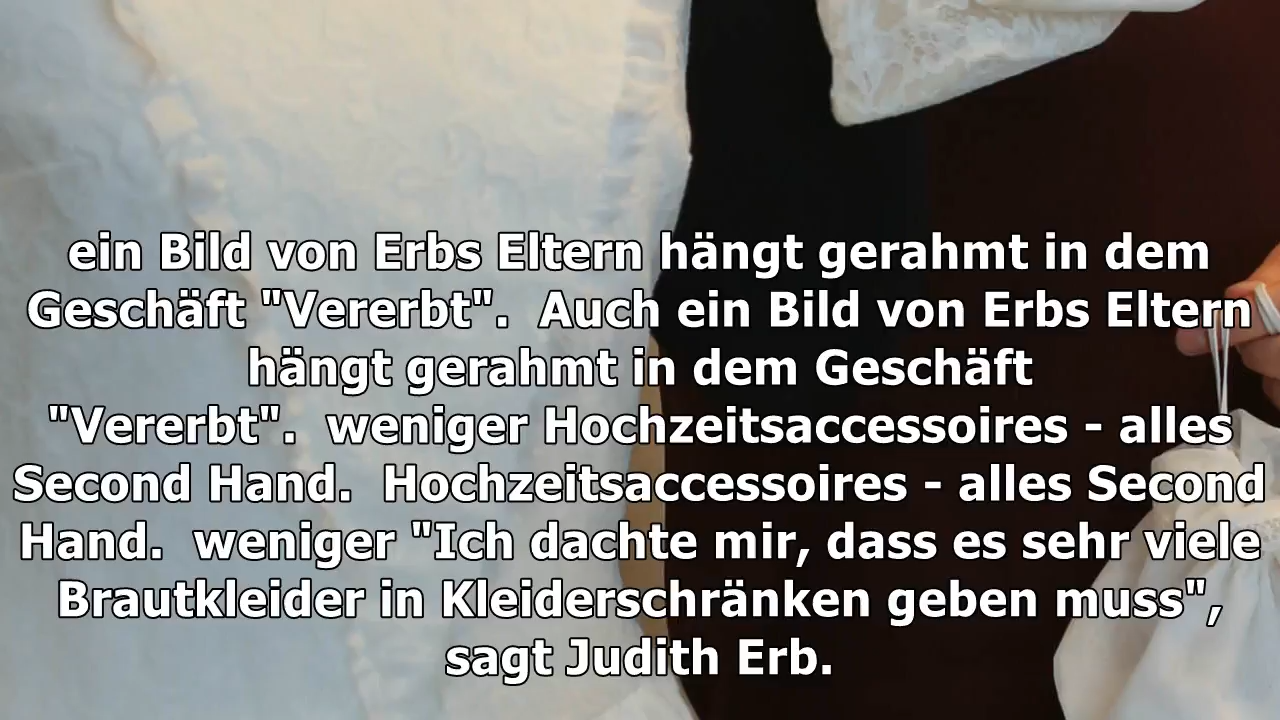 ein Bild von Erbs Eltern hängt gerahmt in dem
Geschäft "Vererbt".  Auch ein Bild von Erbs Eltern
hängt gerahmt in dem Geschäft
"Vererbt".  weniger Hochzeitsaccessoires - alles
Second Hand.  Hochzeitsaccessoires - alles Second
Hand.  weniger "Ich dachte mir, dass es sehr viele
Brautkleider in Kleiderschränken geben muss",
sagt Judith Erb.